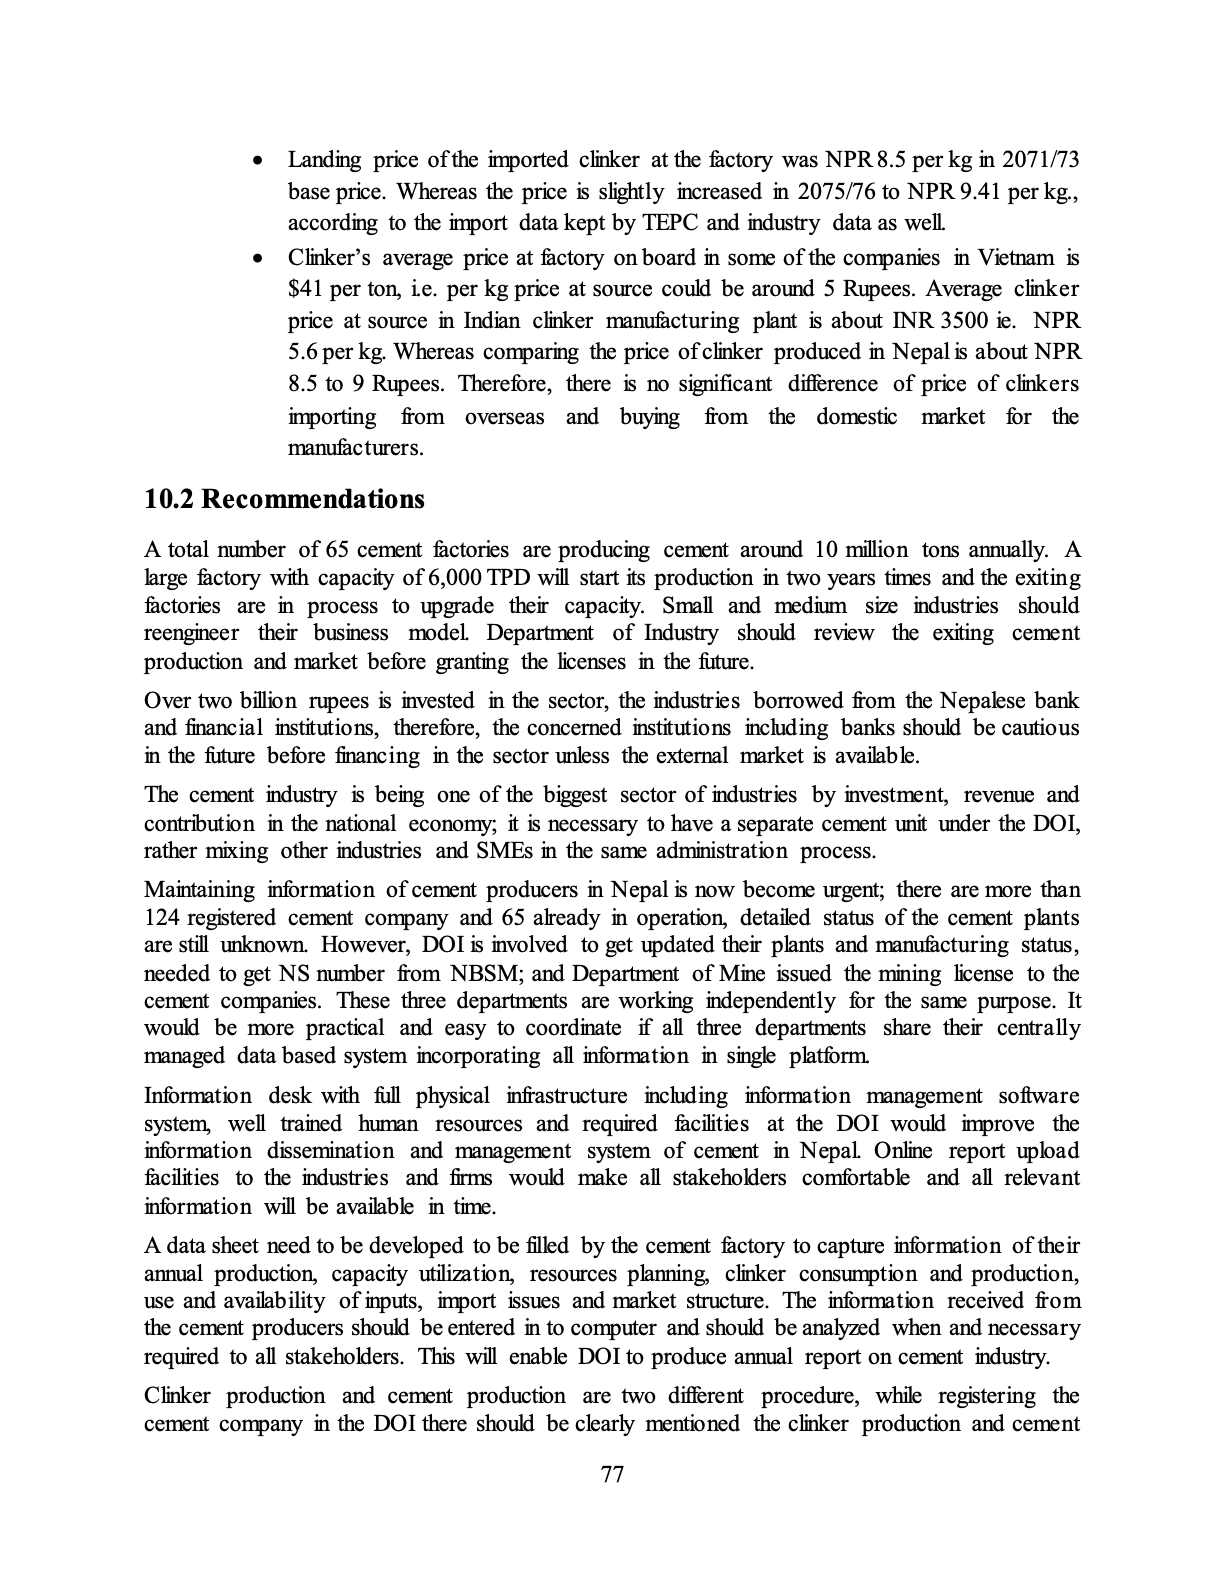 • Landing price of the imported clinker at the factory was NPR 8.5 per kg in 2071/73
base price. Whereas the price is slightly increased in 2075/76 to NPR 9.41 per kg.,
according to the import data kept by TEPC and industry data as well.
• Clinker’s average price at factory on board in some of the companies in Vietnam is
$41 per ton, i.e. per kg price at source could be around 5 Rupees. Average clinker
price at source in Indian clinker manufacturing plant is about INR 3500 ie. NPR
5.6 per kg. Whereas comparing the price of clinker produced in Nepal is about NPR
8.5 to 9 Rupees. Therefore, there is no significant difference of price of clinkers
importing from overseas and buying from the domestic market for the
manufacturers.
10.2 Recommendations
A total number of 65 cement factories are producing cement around 10 million tons annually. A
large factory with capacity of 6,000 TPD will start its production in two years times and the exiting
factories are in process to upgrade their capacity. Small and medium size industries should
reengineer their business model. Department of Industry should review the exiting cement
production and market before granting the licenses in the future.
Over two billion rupees is invested in the sector, the industries borrowed from the Nepalese bank
and financial institutions, therefore, the concerned institutions including banks should be cautious
in the future before financing in the sector unless the external market is available.
The cement industry is being one of the biggest sector of industries by investment, revenue and
contribution in the national economy; it is necessary to have a separate cement unit under the DOI,
rather mixing other industries and SMEs in the same administration process.
Maintaining information of cement producers in Nepal is now become urgent; there are more than
124 registered cement company and 65 already in operation, detailed status of the cement plants
are still unknown. However, DOI is involved to get updated their plants and manufacturing status,
needed to get NS number from NBSM; and Department of Mine issued the mining license to the
cement companies. These three departments are working independently for the same purpose. It
would be more practical and easy to coordinate if all three departments share their centrally
managed data based system incorporating all information in single platform.
Information desk with full physical infrastructure including information management software
system, well trained human resources and required facilities at the DOI would improve the
information dissemination and management system of cement in Nepal. Online report upload
facilities to the industries and firms would make all stakeholders comfortable and all relevant
information will be available in time.
A data sheet need to be developed to be filled by the cement factory to capture information of their
annual production, capacity utilization, resources planning, clinker consumption and production,
use and availability of inputs, import issues and market structure. The information received from
the cement producers should be entered in to computer and should be analyzed when and necessary
required to all stakeholders. This will enable DOI to produce annual report on cement industry.
Clinker production and cement production are two different procedure, while registering the
cement company in the DOI there should be clearly mentioned the clinker production and cement
77